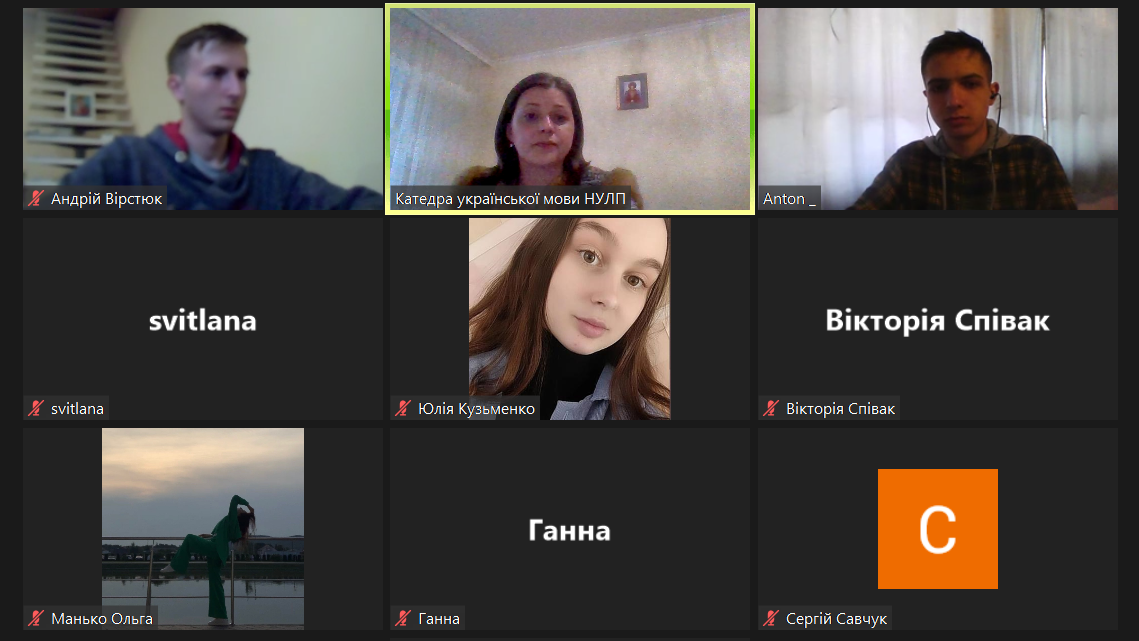 Андрій Вірстюк
Катедра української мови НУЛП
Anton _
svitlana
svitlana
Юлія Кузьменко
Вікторія Співак
Вікторія Співак
Манько Ольга
Ганна
Ганна
С
Сергій Савчук